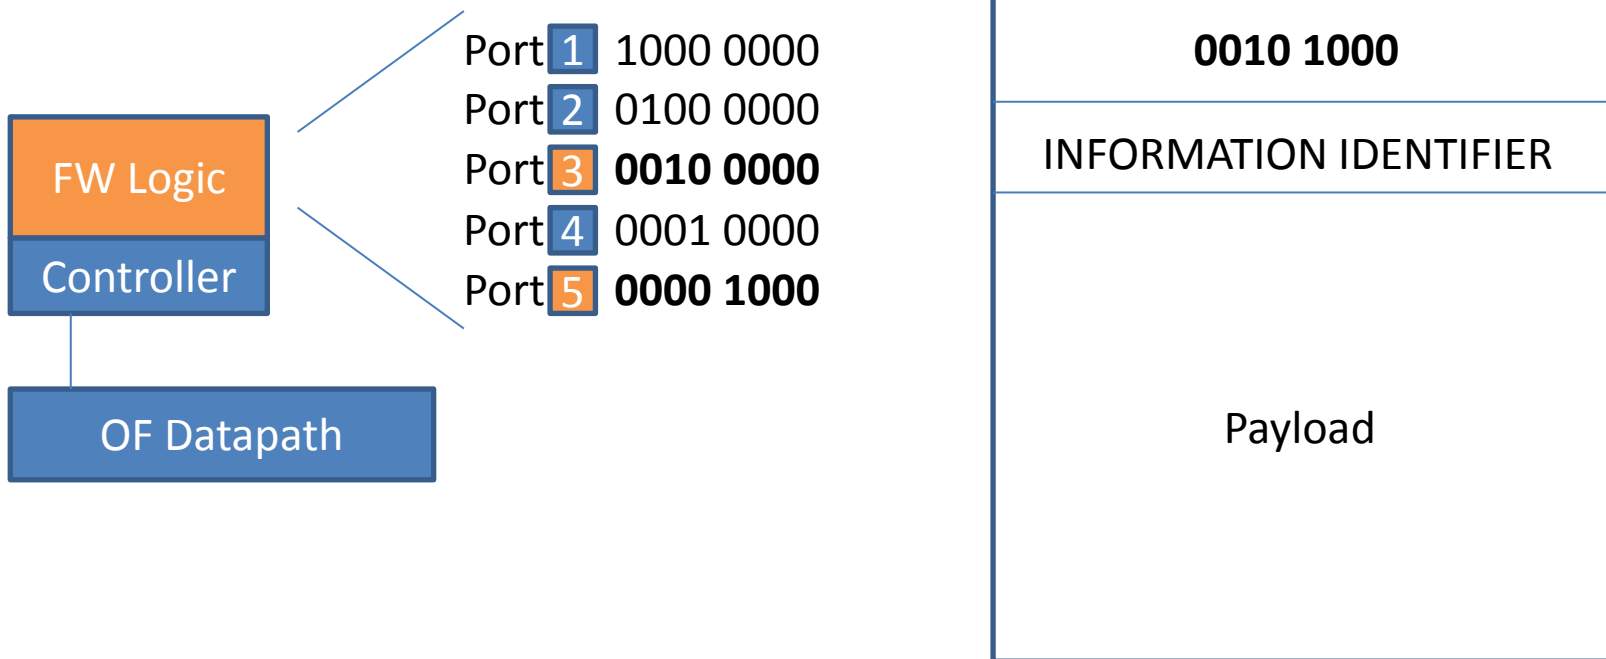 FW Logic
Controller
OF Datapath
Port 1 1000 0000
Port 2 0100 0000
Port 3 0010 0000
Port 4 0001 0000
Port 5 0000 1000
0010 1000
INFORMATION IDENTIFIER
Payload